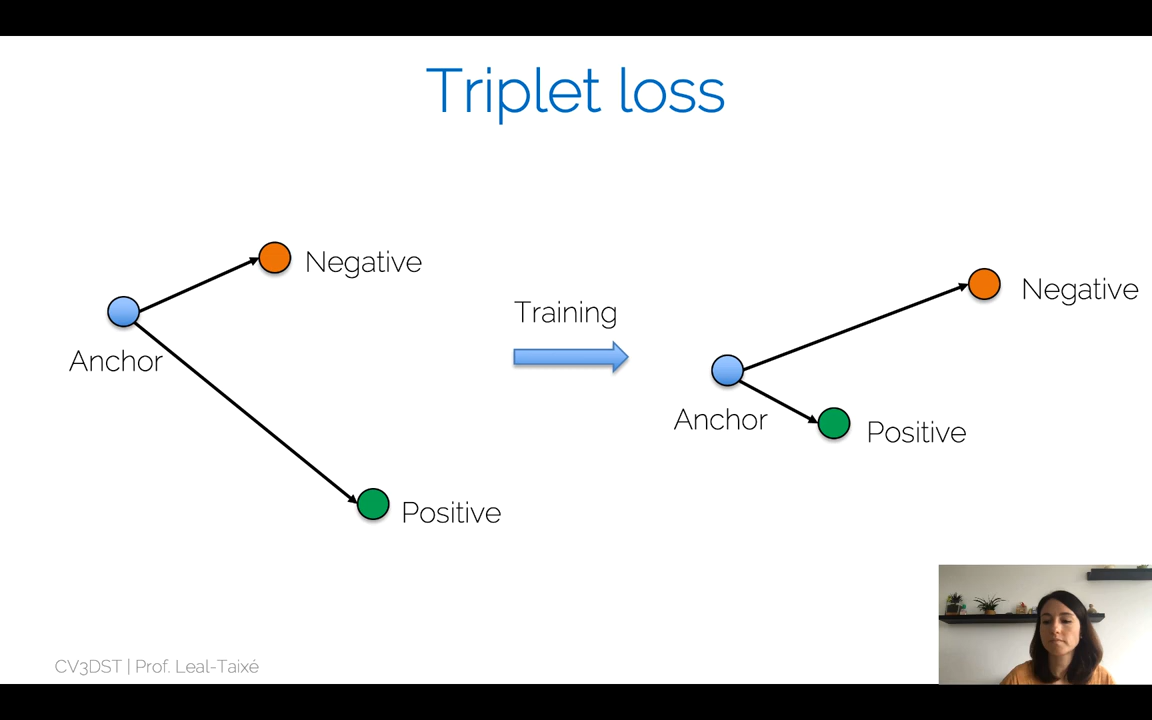 Triplet loss
Negative
Anchor
Positive
Training
Negative
Anchor
Positive
CV3DST | Prof. Leal-Taixé